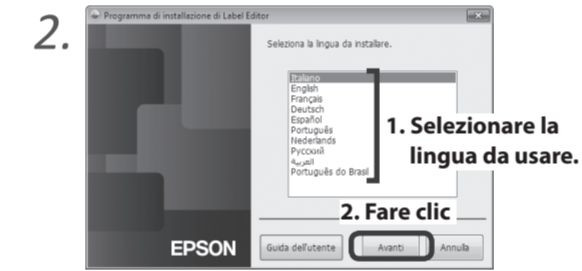 2.
Programma di installazione di Label Editor
Seleziona la lingua da installare.
Italiano
English
Français
Deutsch
Español
Português
Nederlands
Русский
العربية
Português do Brasil
1. Selezionare la
lingua da usare.
2. Fare clic
EPSON
Guida dell'utente
Avanti
Annulla